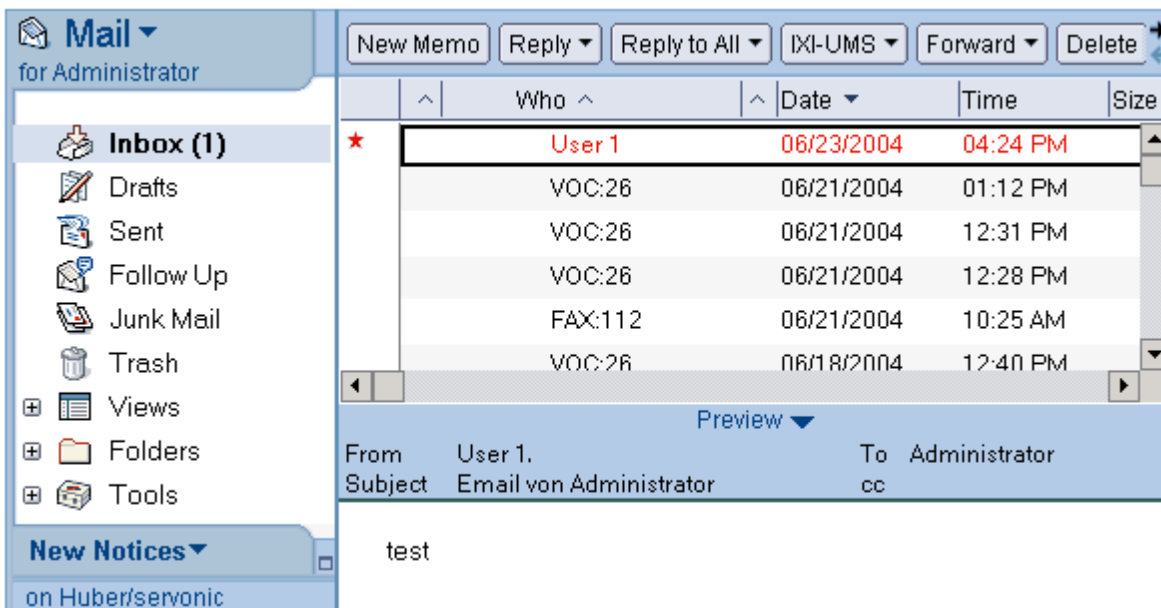 Mail
for Administrator
Inbox (1)
Drafts
Sent
Follow Up
Junk Mail
Trash
Views
Folders
Tools
New Notices
on Huber/servonic
New Memo Reply Reply to All IXI-UMS Forward Delete
Who Date Time Size
User 1 06/23/2004 04:24 PM
VOC:26 06/21/2004 01:12 PM
VOC:26 06/21/2004 12:31 PM
VOC:26 06/21/2004 12:28 PM
FAX:112 06/21/2004 10:25 AM
VOC:26 06/18/2004 12:40 PM
Preview
From User 1. To Administrator
Subject Email von Administrator cc
test